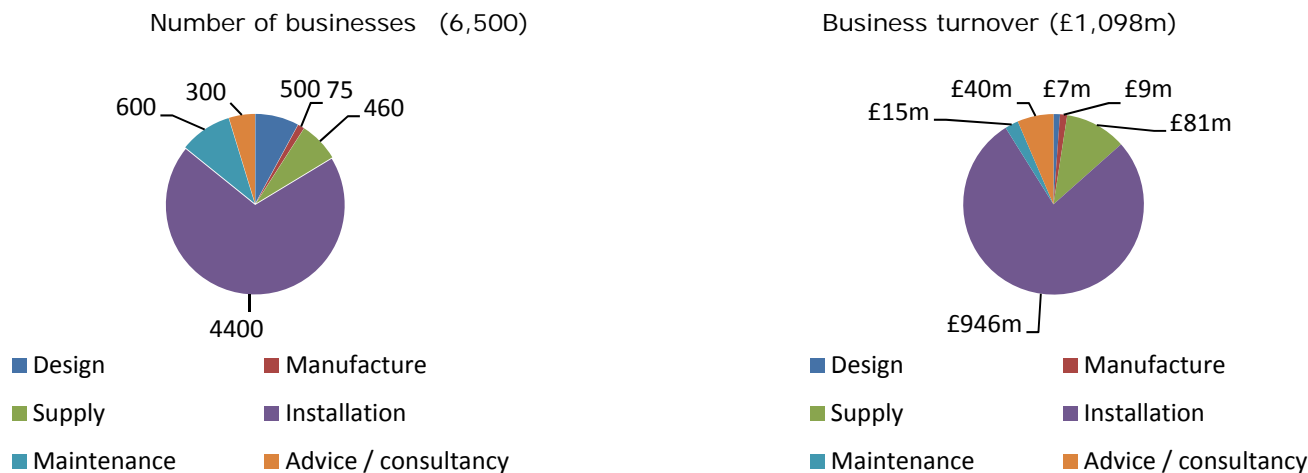 Number of businesses (6,500)
600
300
500
75
460
4400
Design
Manufacture
Supply
Installation
Maintenance
Advice / consultancy
Business turnover (£1,098m)
£15m
£40m
£7m
£9m
£81m
£946m
Design
Manufacture
Supply
Installation
Maintenance
Advice / consultancy